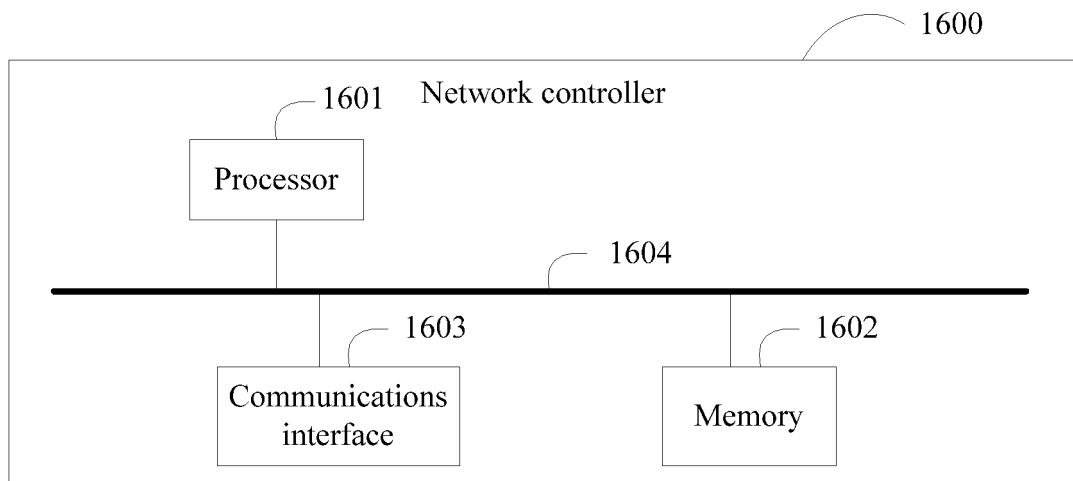 1600
Network controller
1601
Processor
1604
1603
1602
Communications
interface
Memory